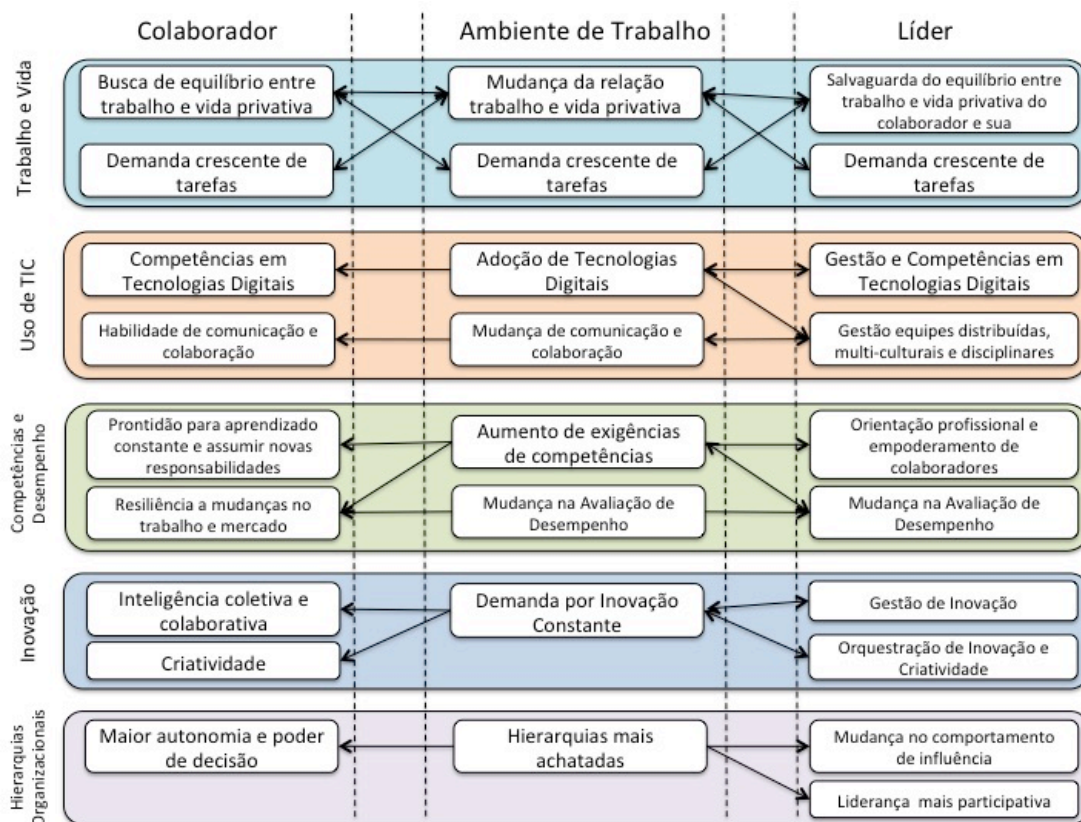 Colaborador
Ambiente de Trabalho
Líder
Trabalho e Vida
Busca de equilíbrio entre
trabalho e vida privativa
Mudança da relação
trabalho e vida privativa
Salvaguarda do equilíbrio entre
trabalho e vida privativa do
colaborador e sua
Demanda crescente de
tarefas
Demanda crescente de
tarefas
Demanda crescente de
tarefas
Uso de TIC
Competências em
Tecnologias Digitais
Adoção de Tecnologias
Digitais
Gestão e Competências em
Tecnologias Digitais
Habilidade de comunicação e
colaboração
Mudança de comunicação e
colaboração
Gestão equipes distribuídas,
multi-culturais e disciplinares
Competências e
Desempenho
Prontidão para aprendizado
constante e assumir novas
responsabilidades
Aumento de exigências
de competências
Orientação profissional e
empoderamento de
colaboradores
Resiliência a mudanças no
trabalho e mercado
Mudança na Avaliação de
Desempenho
Mudança na Avaliação de
Desempenho
Inovação
Inteligência coletiva e
colaborativa
Demanda por Inovação
Constante
Gestão de Inovação
Criatividade
Orquestração de Inovação e
Criatividade
Hierarquias
Organizacionais
Maior autonomia e poder
de decisão
Hierarquias mais
achatadas
Mudança no comportamento
de influência
Liderança mais participativa